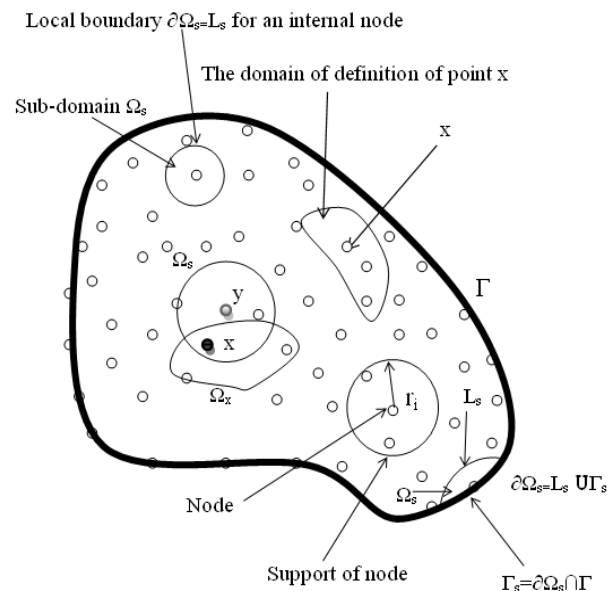 Local boundary ∂Ωs=Ls for an internal node
The domain of definition of point x
Sub-domain Ωs
x
Ωs
y
x
Ωx
Γ
ri
Ls
Ωs
∂Ωs=Ls UΓs
Node
Support of node
Γs=∂Ωs∩Γ